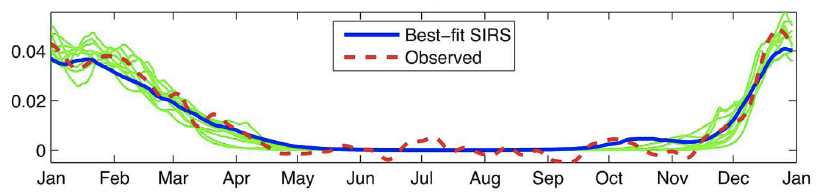 Best-fit SIRS
Observed
0.04
0.02
0
Jan Feb Mar Apr May Jun Jul Aug Sep Oct Nov Dec Jan